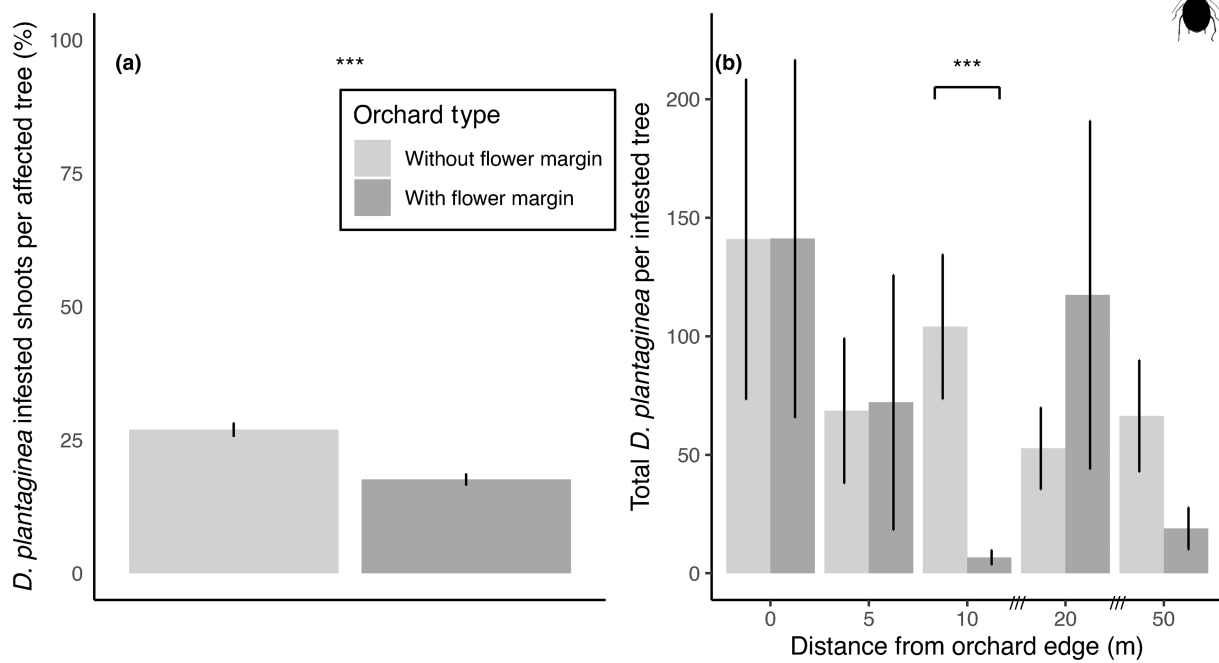 D. plantaginea infested shoots per affected tree (%)
100
75
50
25
0
(a)
***
Orchard type
Without flower margin
With flower margin
Total D. plantaginea per infested tree
200
150
100
50
0
(b)
***
0 5 10 /// 20 /// 50
Distance from orchard edge (m)